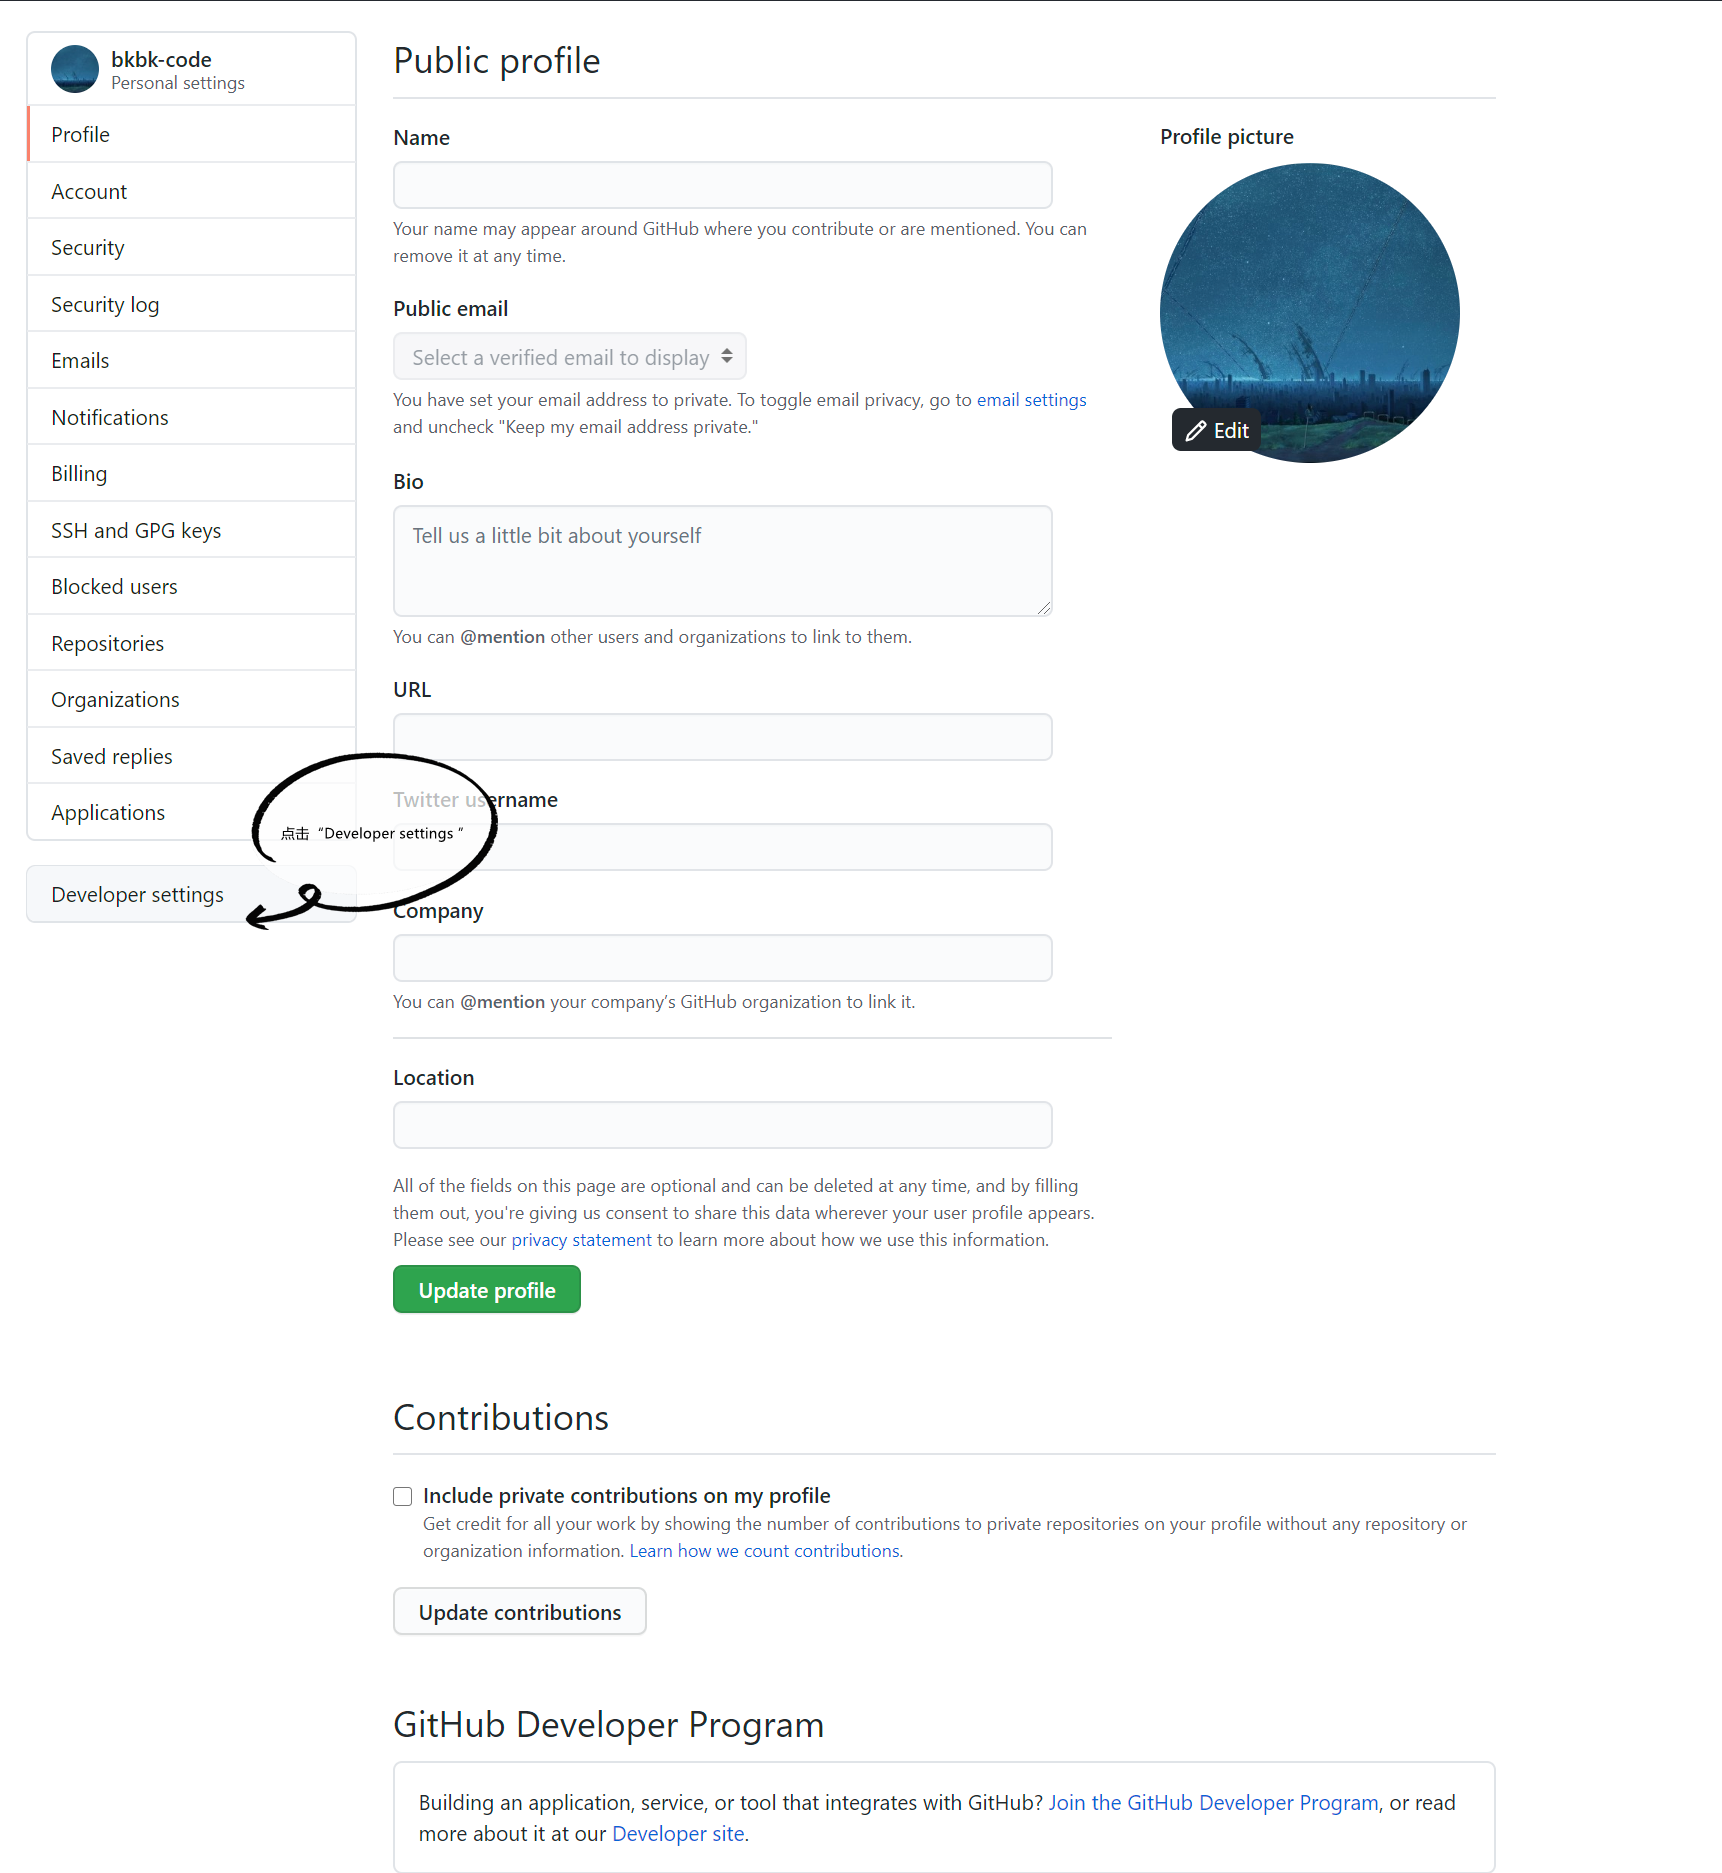 bkbk-code
Personal settings
Profile
Account
Security
Security log
Emails
Notifications
Billing
SSH and GPG keys
Blocked users
Repositories
Organizations
Saved replies
Applications
Developer settings
点击“Developer settings ”
Public profile
Name
Your name may appear around GitHub where you contribute or are mentioned. You can
remove it at any time.
Public email
Select a verified email to display
You have set your email address to private. To toggle email privacy, go to email settings
and uncheck "Keep my email address private."
Bio
Tell us a little bit about yourself
You can @mention other users and organizations to link to them.
URL
Twitter username
Company
You can @mention your company’s GitHub organization to link it.
Location
All of the fields on this page are optional and can be deleted at any time, and by filling
them out, you're giving us consent to share this data wherever your user profile appears.
Please see our privacy statement to learn more about how we use this information.
Update profile
Profile picture
Edit
Contributions
Include private contributions on my profile
Get credit for all your work by showing the number of contributions to private repositories on your profile without any repository or
organization information. Learn how we count contributions.
Update contributions
GitHub Developer Program
Building an application, service, or tool that integrates with GitHub? Join the GitHub Developer Program, or read
more about it at our Developer site.